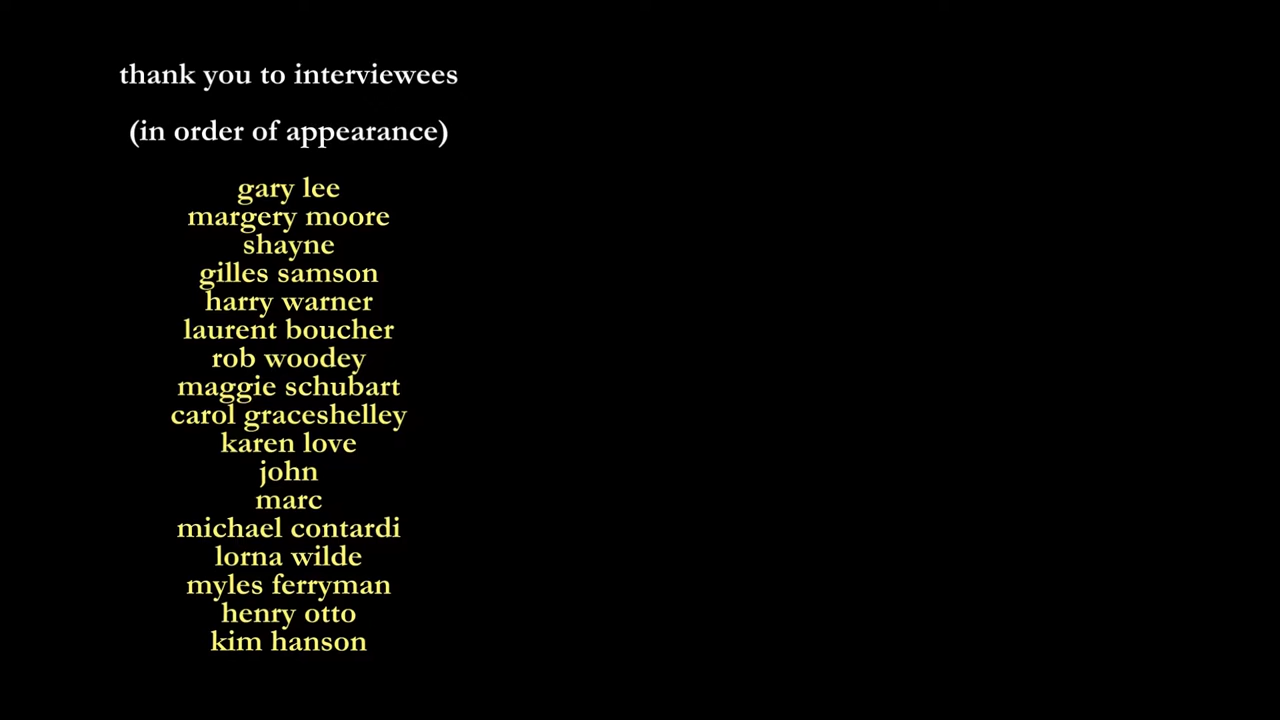 thank you to interviewees
(in order of appearance)
gary lee
margery moore
shayne
gilles samson
harry warner
laurent boucher
rob woodey
maggie schubart
carol graceshelley
karen love
john
marc
michael contardi
lorna wilde
myles ferryman
henry otto
kim hanson